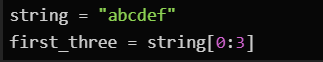 string = "abcdef"
first_three = string[0:3]